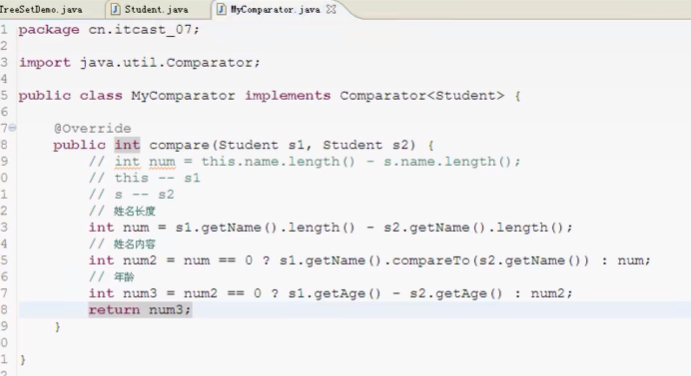 TreeSetDemo.java Student.java MyComparator.java
1 package cn.itcast_07;
2
3 import java.util.Comparator;
4
5 public class MyComparator implements Comparator<Student> {
6
7 @Override
8 public int compare(Student s1, Student s2) {
9 // int num = this.name.length() - s.name.length();
0 // this -- s1
1 // s -- s2
2 // 姓名长度
3 int num = s1.getName().length() - s2.getName().length();
4 // 姓名内容
5 int num2 = num == 0 ? s1.getName().compareTo(s2.getName()) : num;
6 // 年龄
7 int num3 = num2 == 0 ? s1.getAge() - s2.getAge() : num2;
8 return num3;
9 }
0
1 }
2